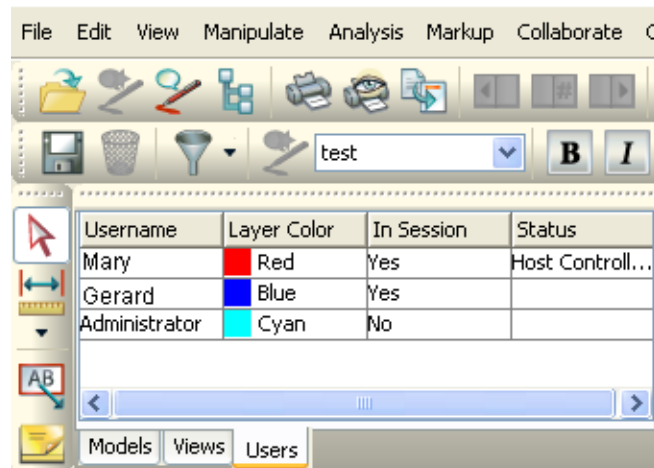 File Edit View Manipulate Analysis Markup Collaborate
#
test B I
Username Layer Color In Session Status
Mary Red Yes Host Controll...
Gerard Blue Yes
Administrator Cyan No
AB
Models Views Users